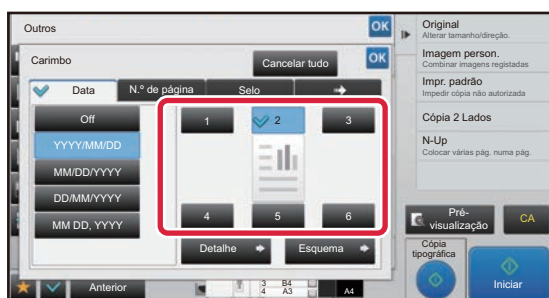 Outros
OK
Carimbo
Cancelar tudo
OK
Data
N.º de página
Selo
Off
YYYY/MM/DD
MM/DD/YYYY
DD/MM/YYYY
MM DD, YYYY
1
2
3
4
5
6
Detalhe
Esquema
Anterior
3 B4
4 A3
A4
Original
Alterar tamanho/direção.
Imagem person.
Combinar imagens registadas
Impr. padrão
Impedir cópia não autorizada
Cópia 2 Lados
N-Up
Colocar várias pág. numa pág.
Pré-
visualização
CA
Cópia
tipográfica
Iniciar